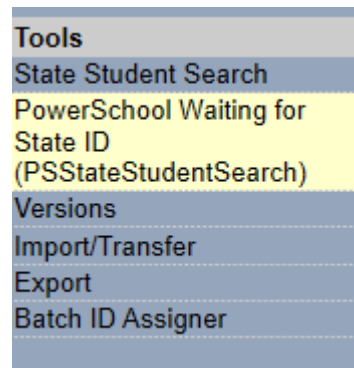 Tools
State Student Search
PowerSchool Waiting for
State ID
(PSStateStudentSearch)
Versions
Import/Transfer
Export
Batch ID Assigner